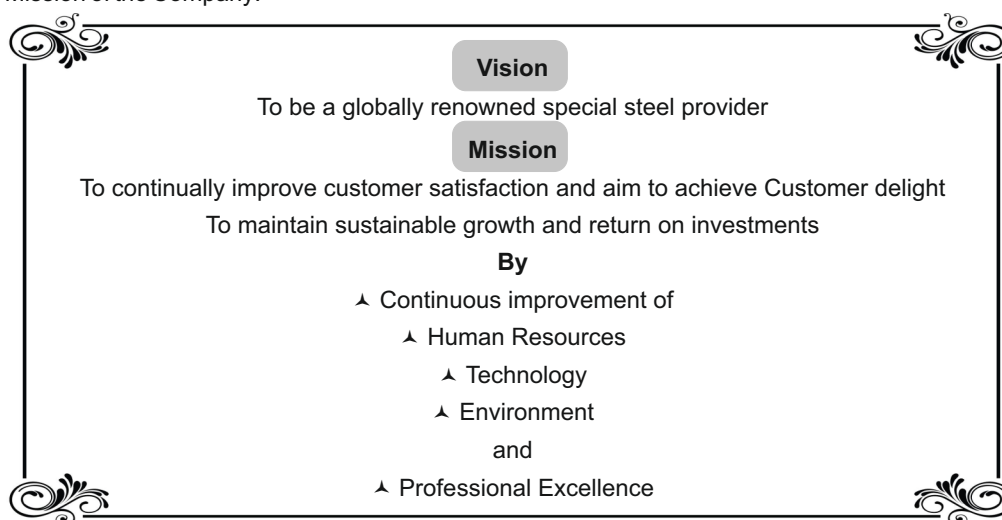 Mission of the Company.
Vision
To be a globally renowned special steel provider
Mission
To continually improve customer satisfaction and aim to achieve Customer delight
To maintain sustainable growth and return on investments
By
Continuous improvement of
Human Resources
Technology
Environment
and
Professional Excellence